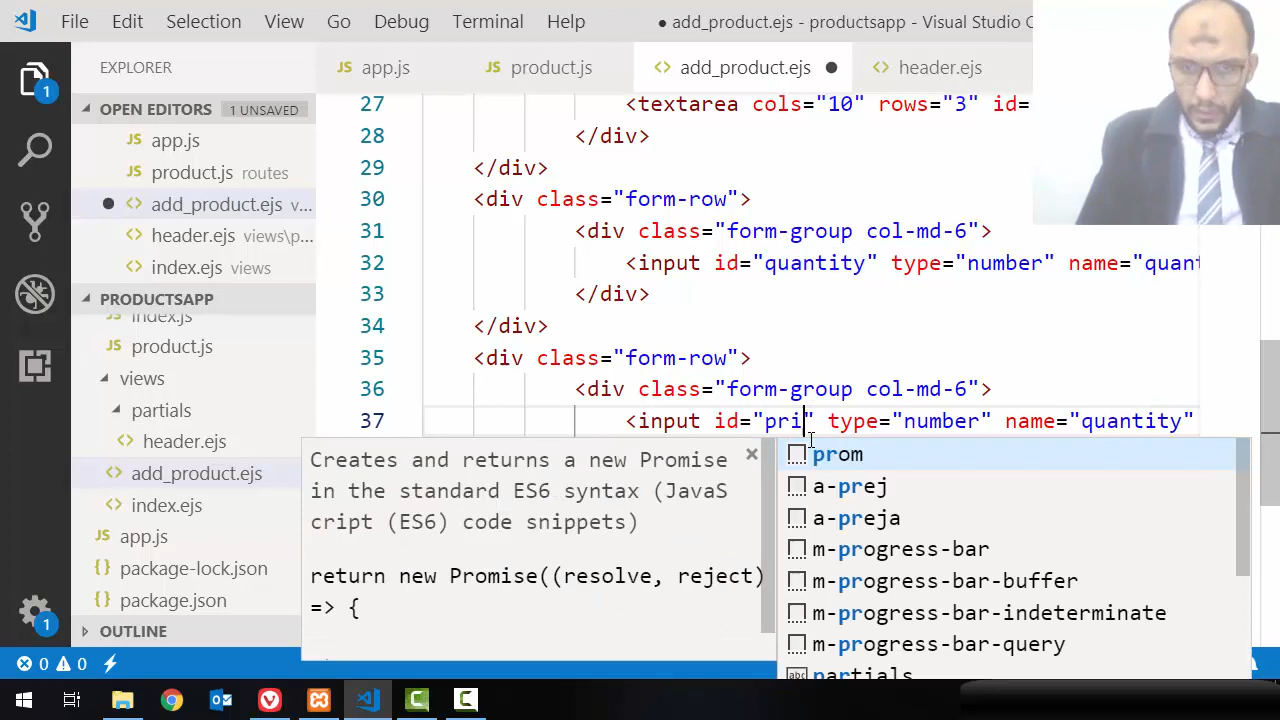 File Edit Selection View Go Debug Terminal Help ● add_product.ejs - productsapp - Visual Studio
EXPLORER
JS app.js JS product.js <> add_product.ejs ● <> header.ejs
OPEN EDITORS 1 UNSAVED
JS app.js
JS product.js routes
● <> add_product.ejs v...
<> header.ejs views\p...
<> index.ejs views
PRODUCTSAPP
index.js
JS product.js
views
partials
<> header.ejs
<> add_product.ejs
<> index.ejs
JS app.js
{} package-lock.json
{} package.json
OUTLINE
1
1
27 <textarea cols="10" rows="3" id=
28 </div>
29 </div>
30 <div class="form-row">
31 <div class="form-group col-md-6">
32 <input id="quantity" type="number" name="quant
33 </div>
34 </div>
35 <div class="form-row">
36 <div class="form-group col-md-6">
37 <input id="pri" type="number" name="quantity"
Creates and returns a new Promise
in the standard ES6 syntax (JavaS
cript (ES6) code snippets)
return new Promise((resolve, reject)
=> {
prom
a-prej
a-preja
m-progress-bar
m-progress-bar-buffer
m-progress-bar-indeterminate
m-progress-bar-query
abc partials
0 0